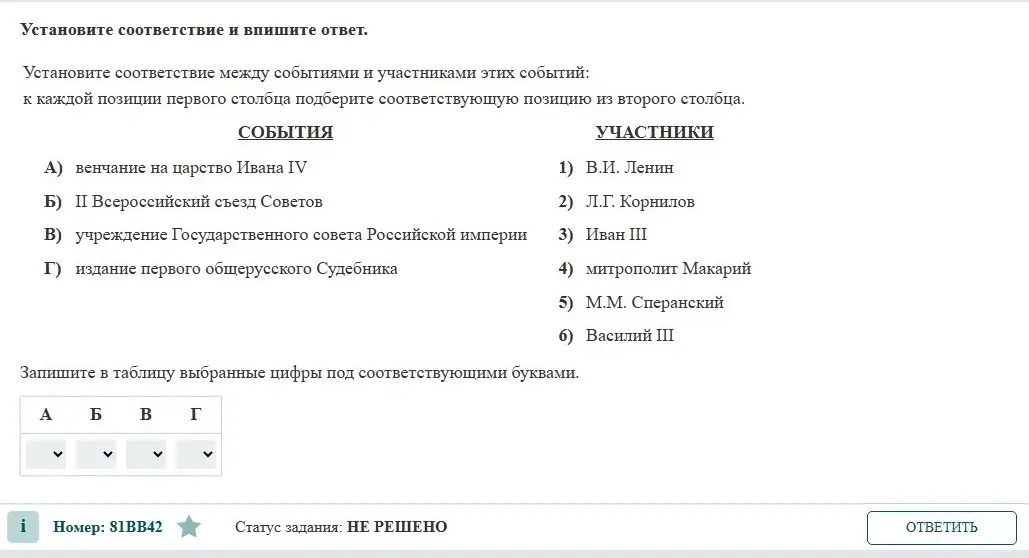 Установите соответствие и впишите ответ.
Установите соответствие между событиями и участниками этих событий:
к каждой позиции первого столбца подберите соответствующую позицию из второго столбца.
СОБЫТИЯ УЧАСТНИКИ
А) венчание на царство Ивана IV 1) В.И. Ленин
Б) II Всероссийский съезд Советов 2) Л.Г. Корнилов
В) учреждение Государственного совета Российской империи 3) Иван III
Г) издание первого общерусского Судебника 4) митрополит Макарий
5) М.М. Сперанский
6) Василий III
Запишите в таблицу выбранные цифры под соответствующими буквами.
А Б В Г
i Номер: 81BB42 Статус задания: НЕ РЕШЕНО ОТВЕТИТЬ